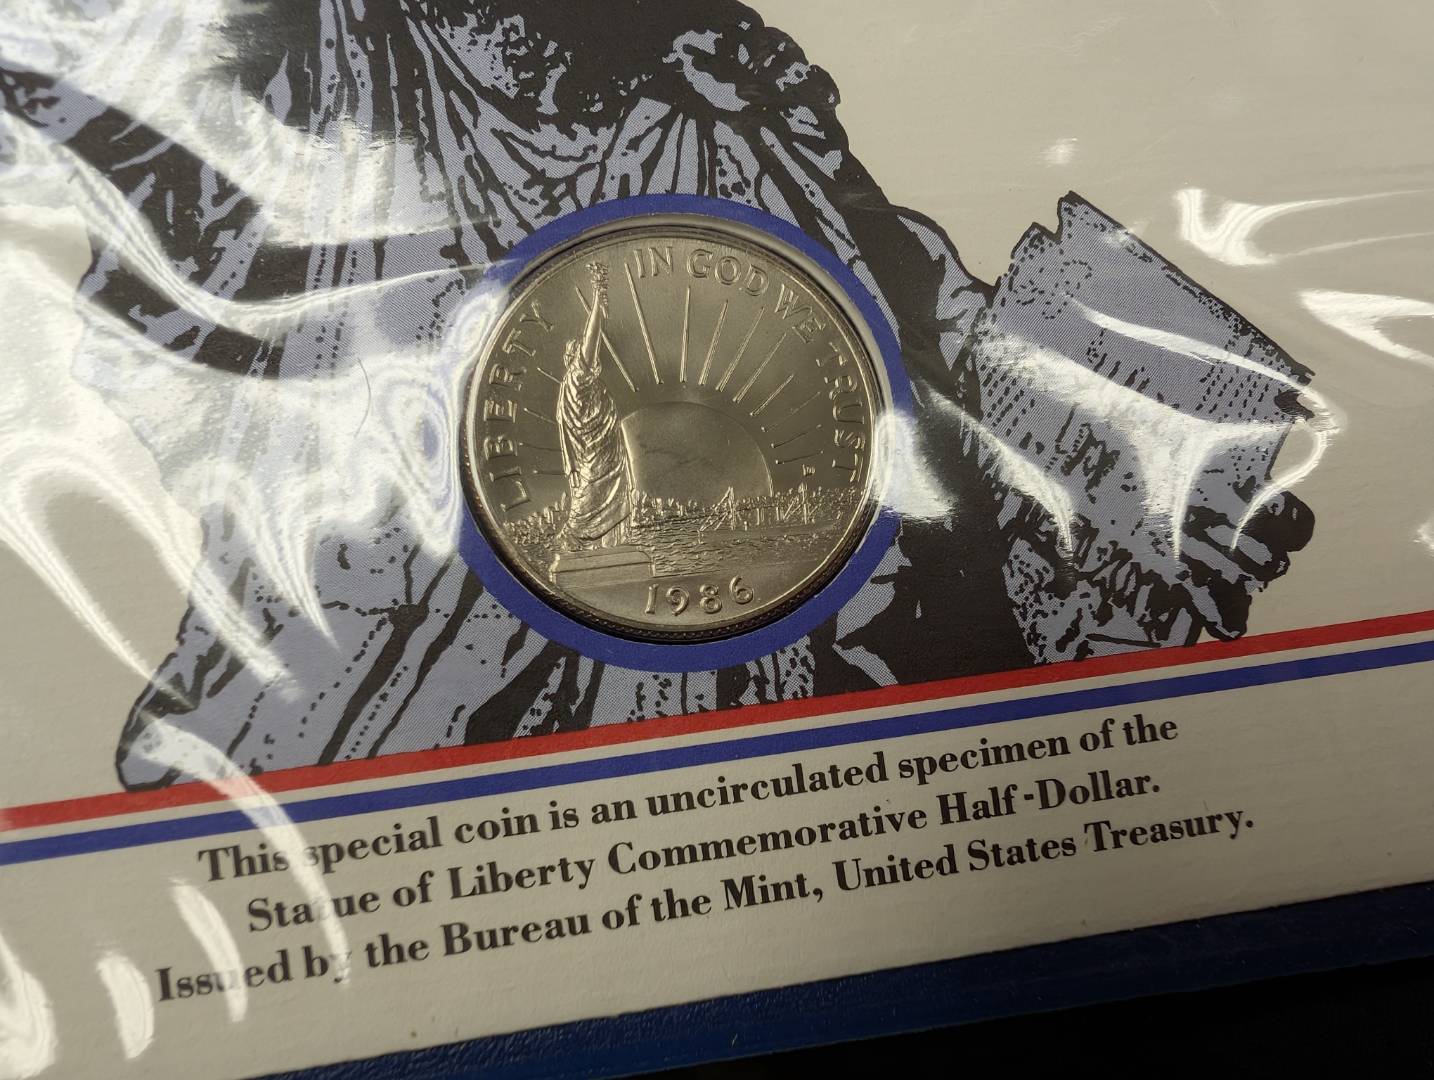 LIBERTY
IN GOD WE TRUST
1986
This special coin is an uncirculated specimen of the
Statue of Liberty Commemorative Half-Dollar.
Issued by the Bureau of the Mint, United States Treasury.